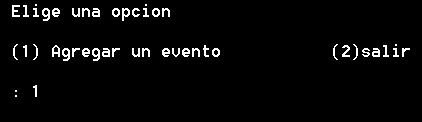 Elige una opcion
(1) Agregar un evento (2)salir
: 1